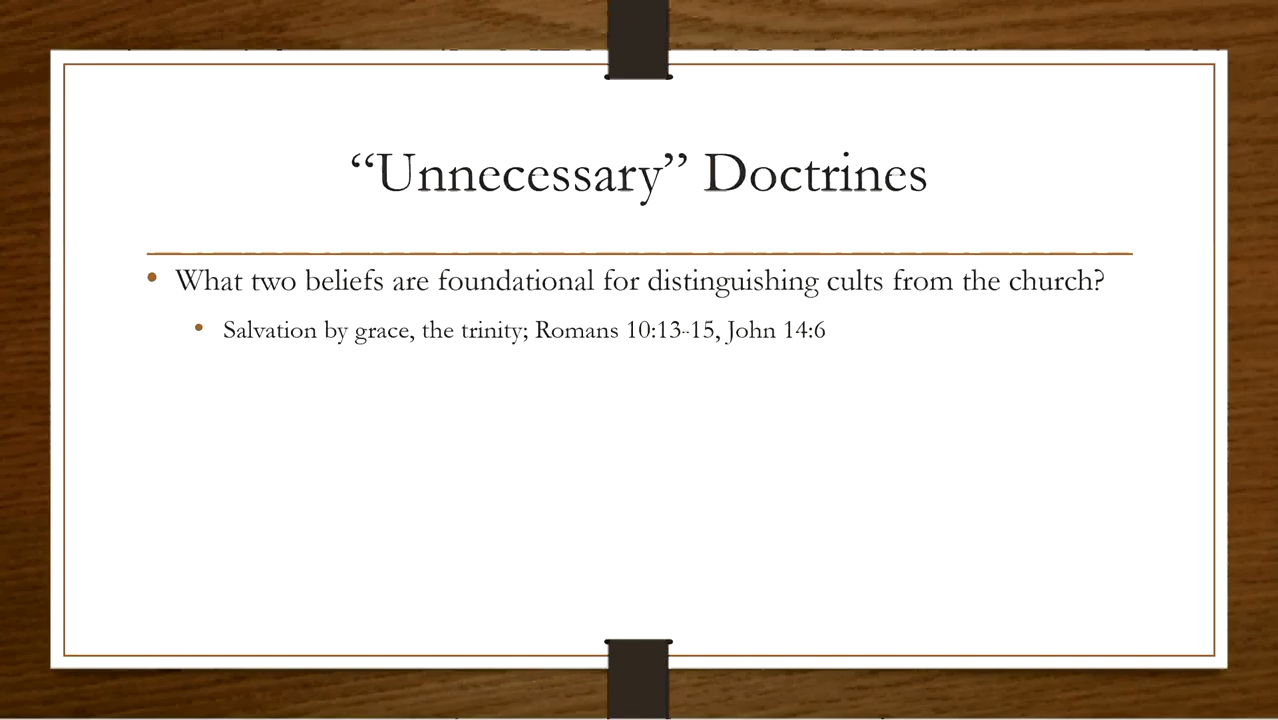 “Unnecessary” Doctrines
• What two beliefs are foundational for distinguishing cults from the church?
• Salvation by grace, the trinity; Romans 10:13-15, John 14:6